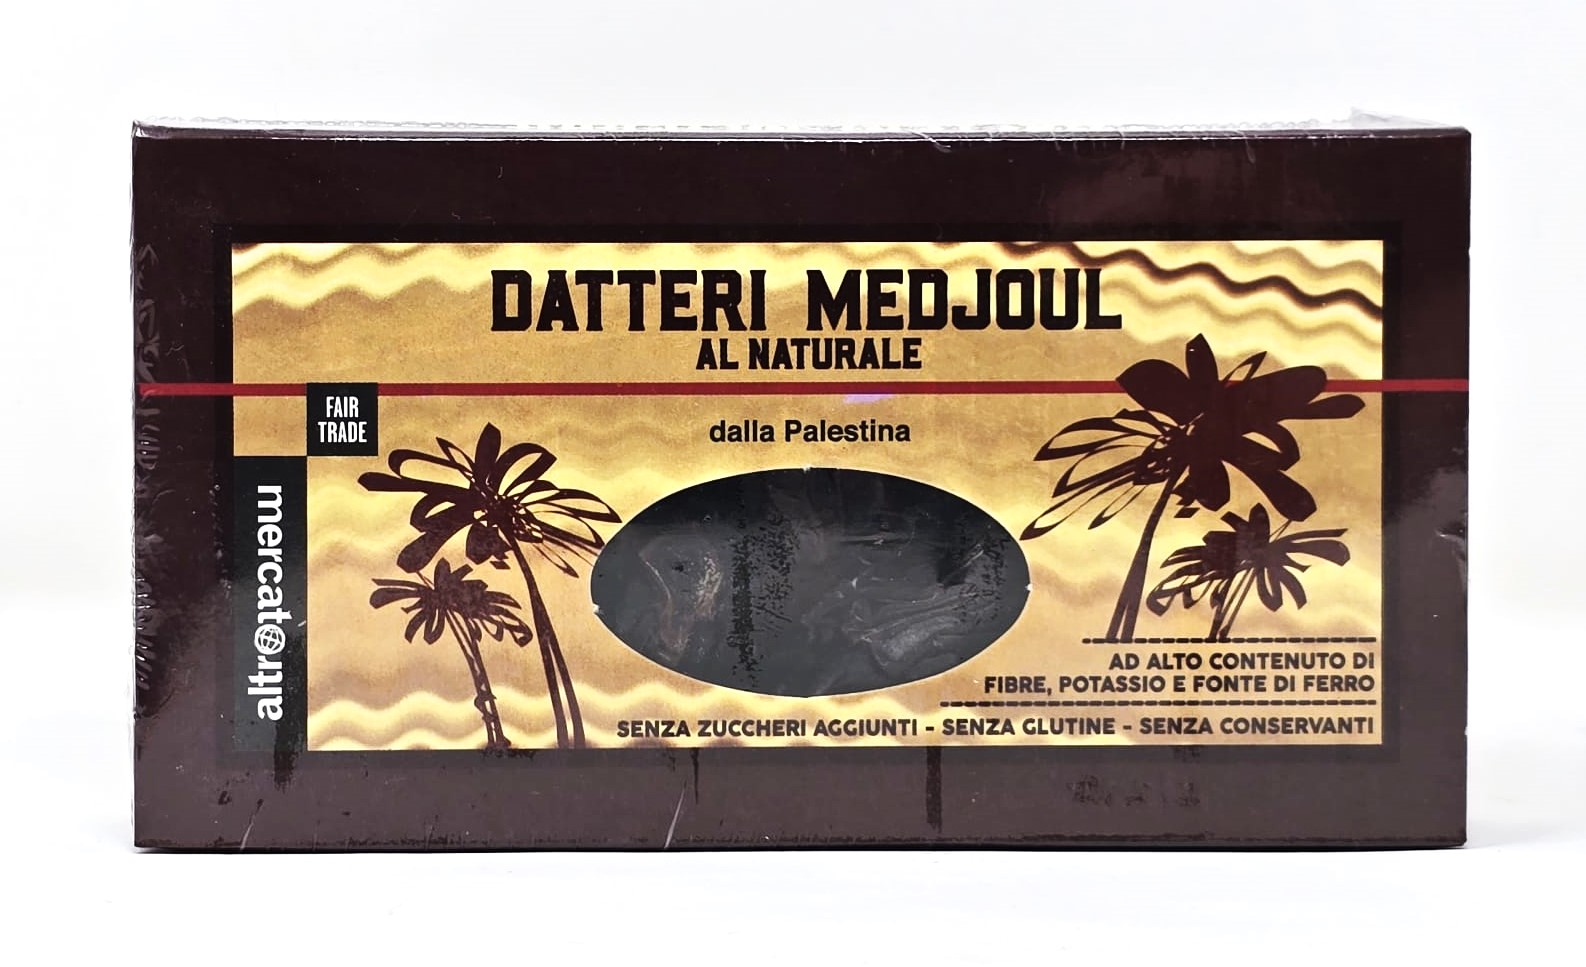 DATTERI MEDJOUL
AL NATURALE
FAIR
TRADE
dalla Palestina
altromercato
AD ALTO CONTENUTO DI
FIBRE, POTASSIO E FONTE DI FERRO
SENZA ZUCCHERI AGGIUNTI - SENZA GLUTINE - SENZA CONSERVANTI